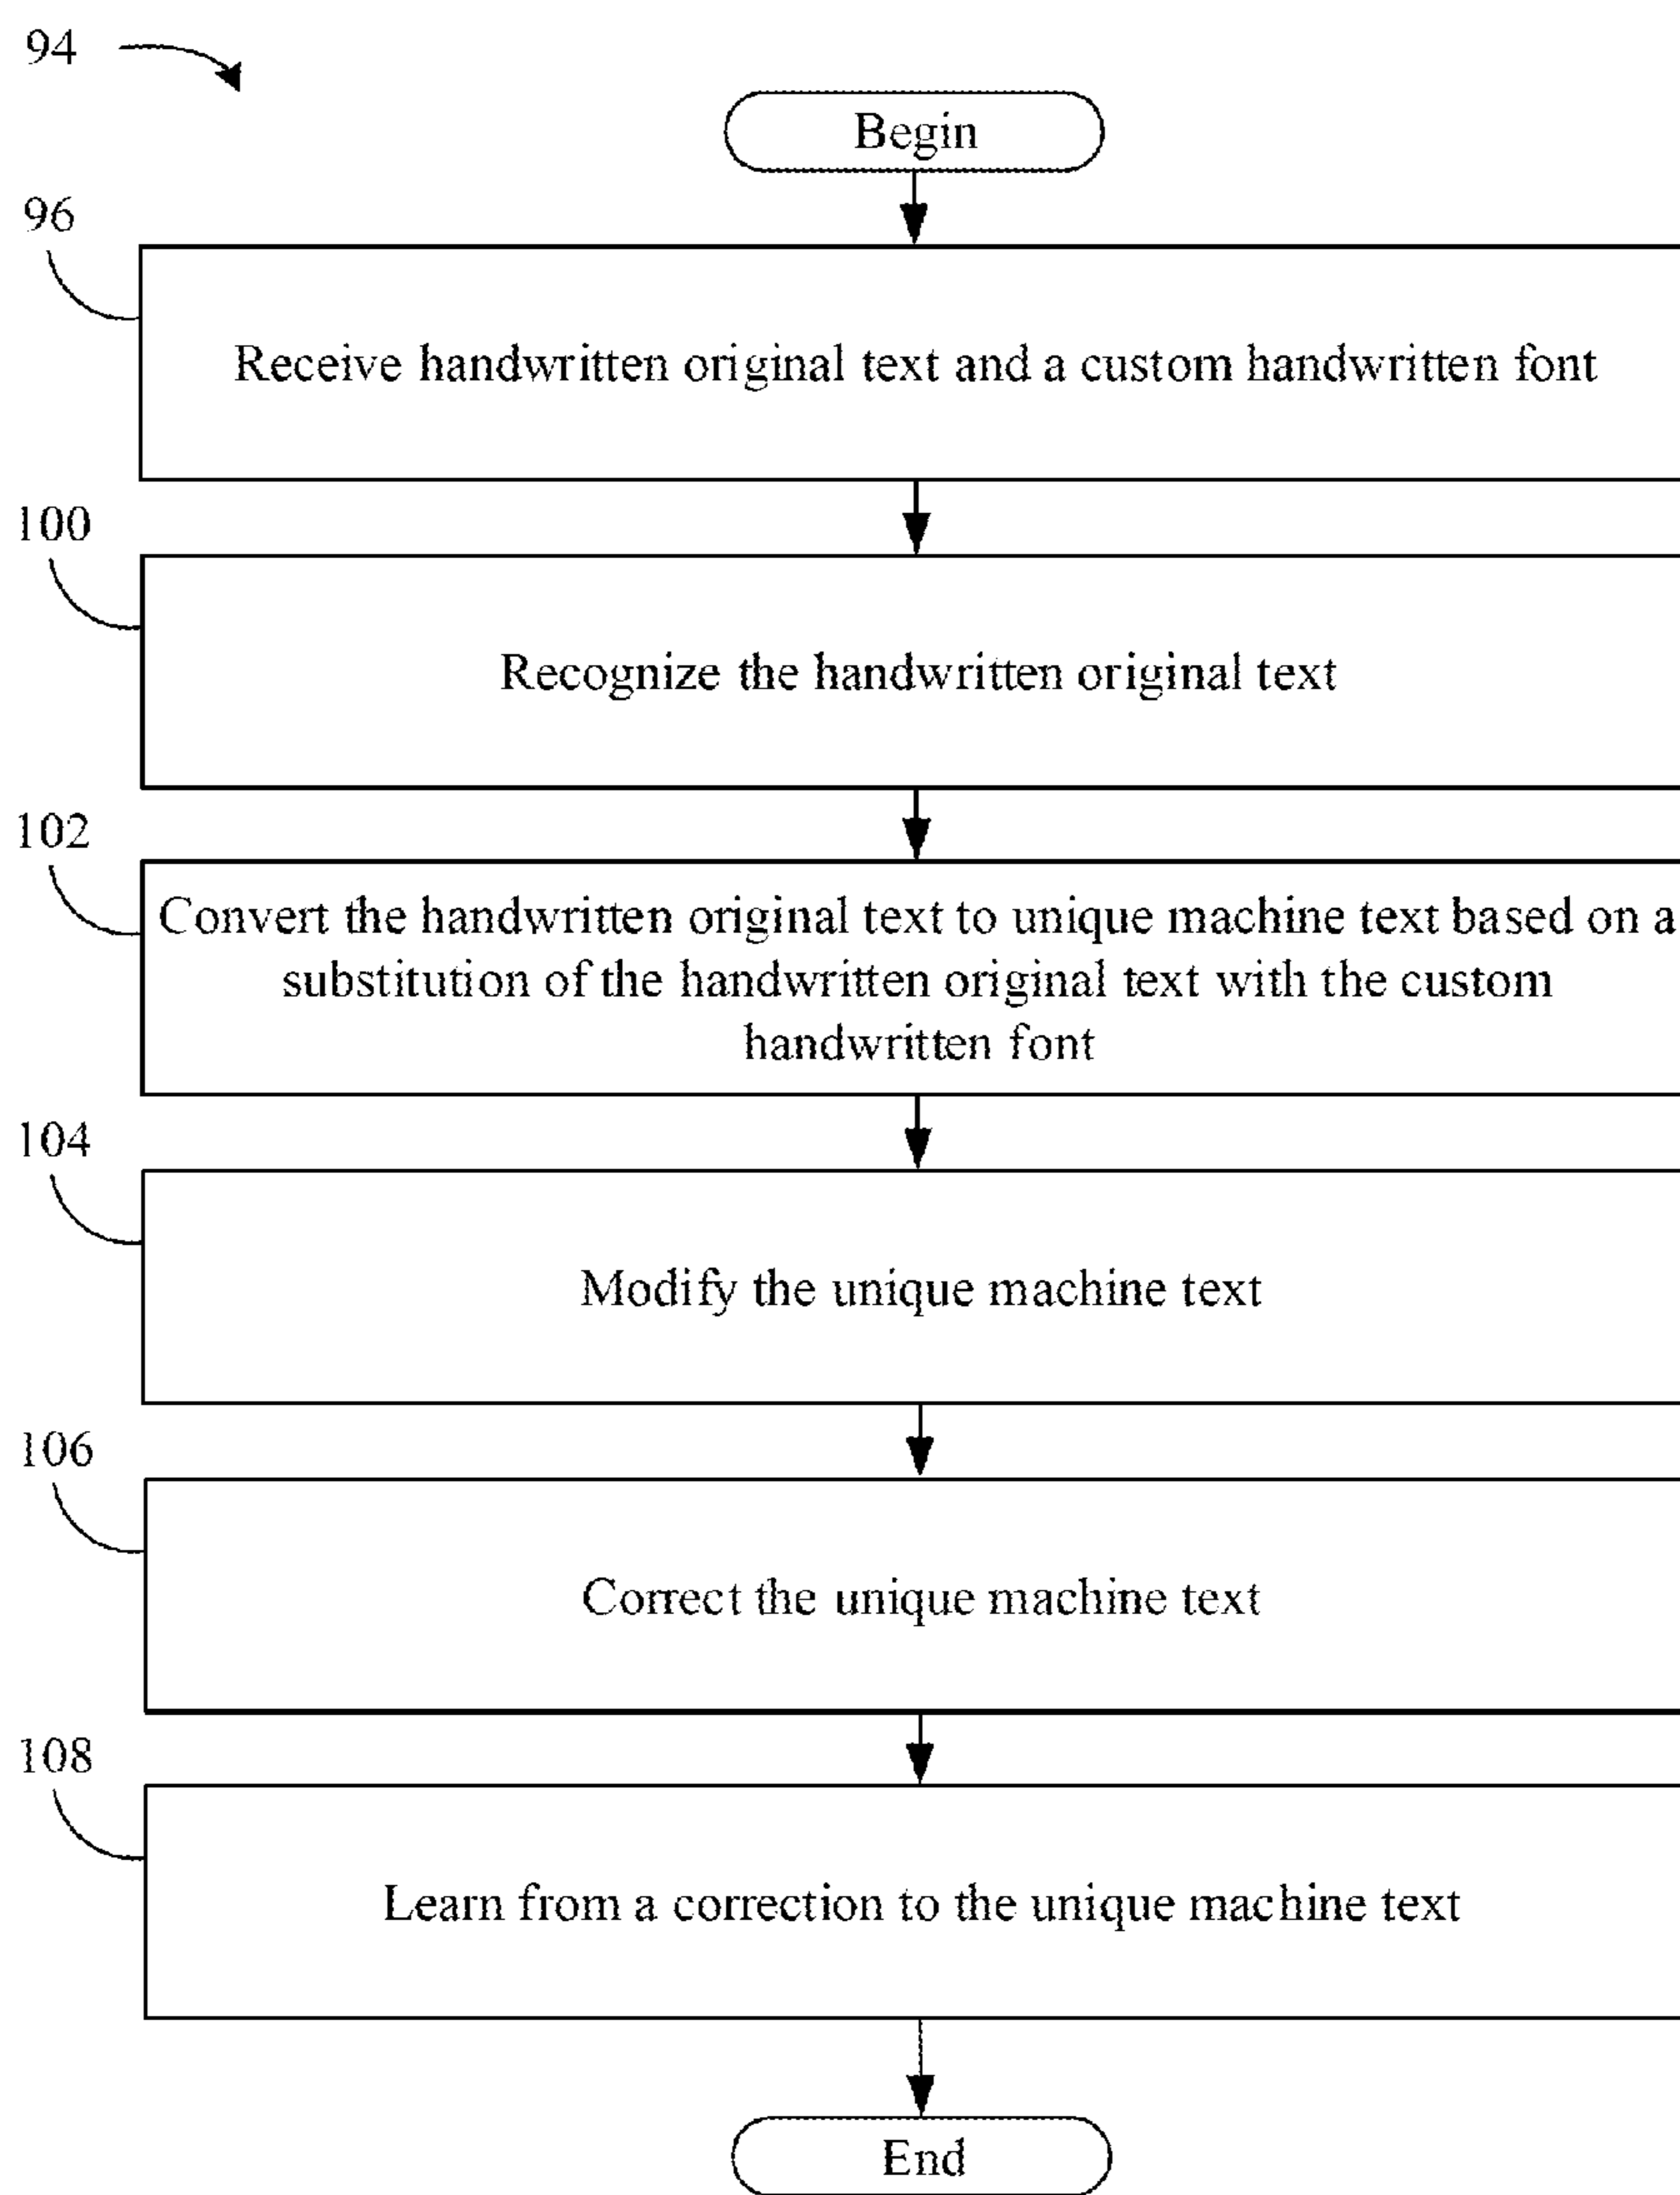 94
Begin
96
Receive handwritten original text and a custom handwritten font
100
Recognize the handwritten original text
102
Convert the handwritten original text to unique machine text based on a
substitution of the handwritten original text with the custom
handwritten font
104
Modify the unique machine text
106
Correct the unique machine text
108
Learn from a correction to the unique machine text
End